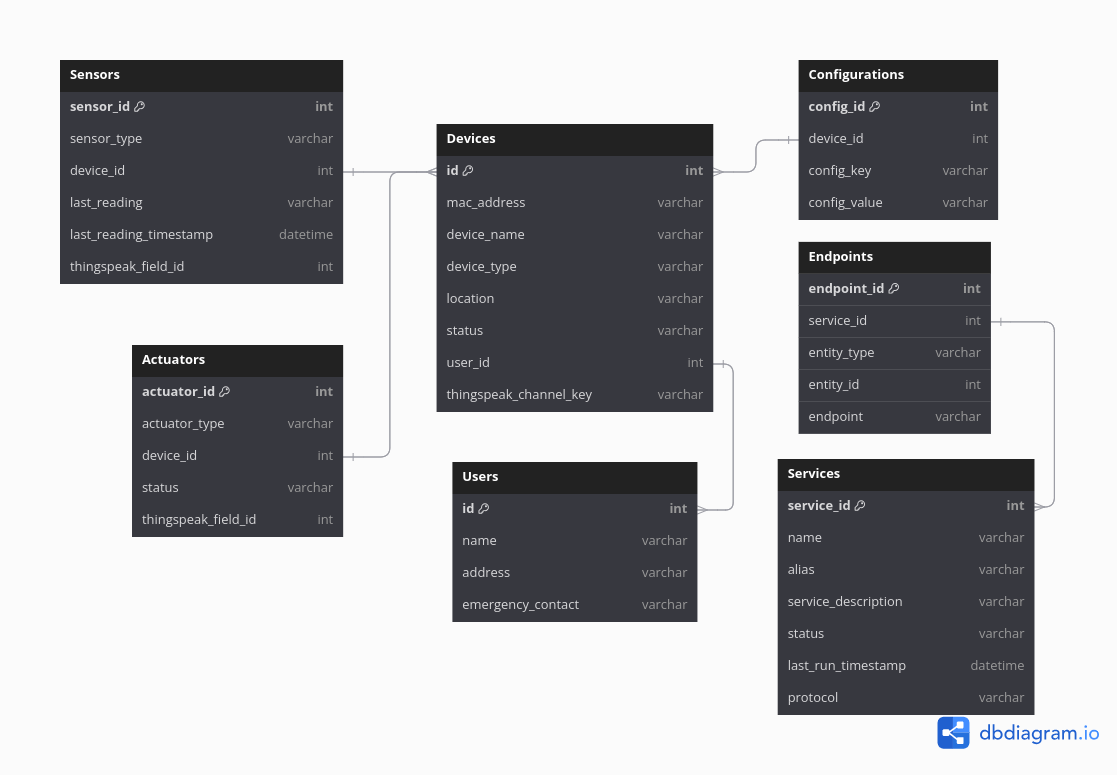 Sensors
sensor_id int
sensor_type varchar
device_id int
last_reading varchar
last_reading_timestamp datetime
thingspeak_field_id int
Actuators
actuator_id int
actuator_type varchar
device_id int
status varchar
thingspeak_field_id int
Devices
id int
mac_address varchar
device_name varchar
device_type varchar
location varchar
status varchar
user_id int
thingspeak_channel_key varchar
Users
id int
name varchar
address varchar
emergency_contact varchar
Configurations
config_id int
device_id int
config_key varchar
config_value varchar
Endpoints
endpoint_id int
service_id int
entity_type varchar
entity_id int
endpoint varchar
Services
service_id int
name varchar
alias varchar
service_description varchar
status varchar
last_run_timestamp datetime
protocol varchar
dbdiagram.io